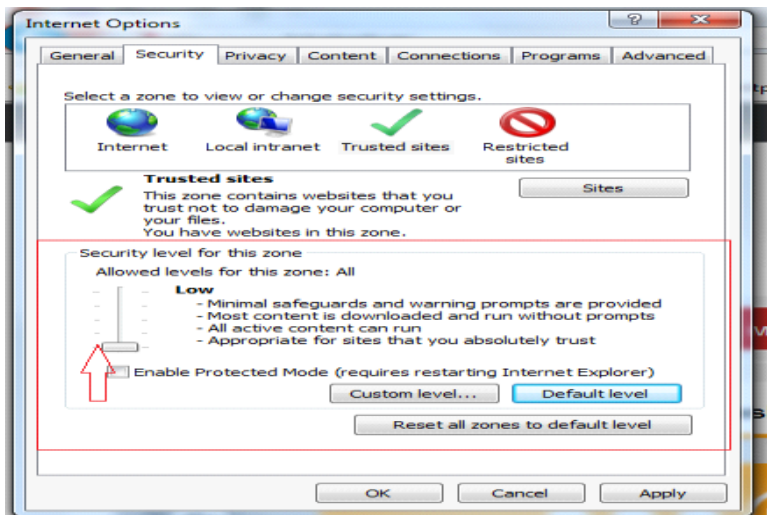 Internet Options
General Security Privacy Content Connections Programs Advanced
Select a zone to view or change security settings.
Internet Local intranet Trusted sites Restricted
sites
Trusted sites
Sites
This zone contains websites that you
trust not to damage your computer or
your files.
You have websites in this zone.
Security level for this zone
Allowed levels for this zone: All
Low
- Minimal safeguards and warning prompts are provided
- Most content is downloaded and run without prompts
- All active content can run
- Appropriate for sites that you absolutely trust
Enable Protected Mode (requires restarting Internet Explorer)
Custom level... Default level
Reset all zones to default level
OK Cancel Apply